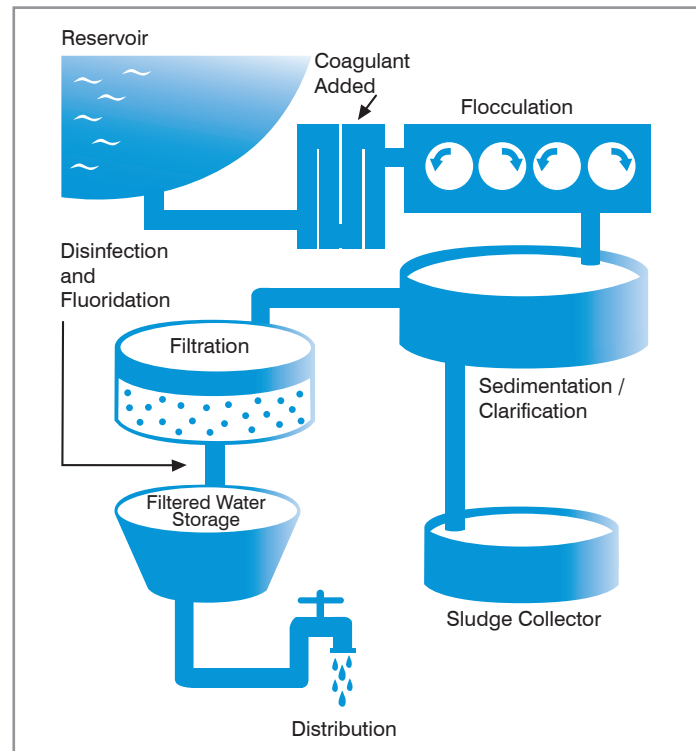 Reservoir
Coagulant
Added
Flocculation
Disinfection
and
Fluoridation
Filtration
Sedimentation /
Clarification
Filtered Water
Storage
Sludge Collector
Distribution